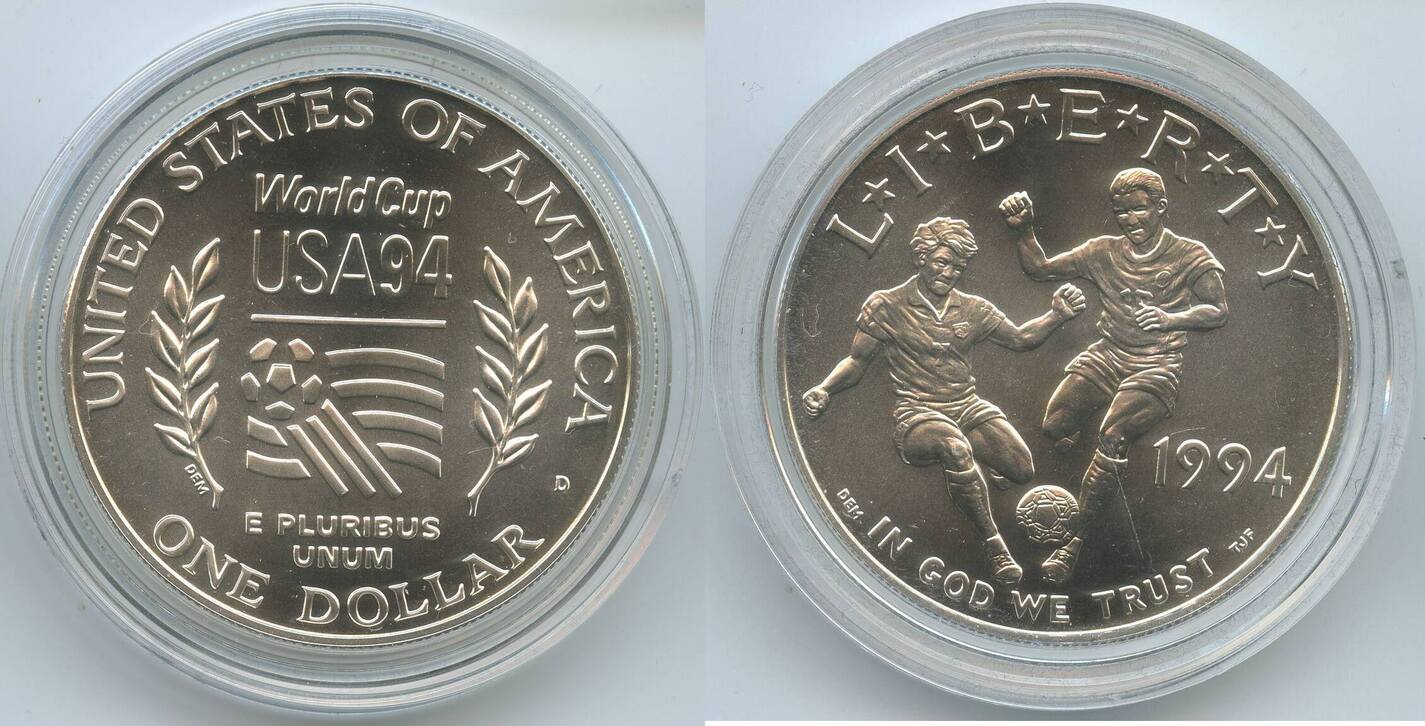 UNITED STATES OF AMERICA
World Cup
USA94
DEM
D
E PLURIBUS
UNUM
ONE DOLLAR
L★I★B★E★R★T★Y
1994
DEM
IN GOD WE TRUST
TJF